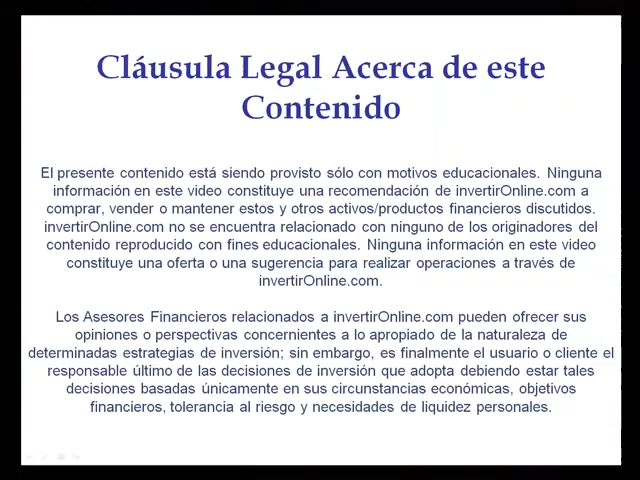 Cláusula Legal Acerca de este
Contenido
El presente contenido está siendo provisto sólo con motivos educacionales. Ninguna
información en este video constituye una recomendación de invertirOnline.com a
comprar, vender o mantener estos y otros activos/productos financieros discutidos.
invertirOnline.com no se encuentra relacionado con ninguno de los originadores del
contenido reproducido con fines educacionales. Ninguna información en este video
constituye una oferta o una sugerencia para realizar operaciones a través de
invertirOnline.com.
Los Asesores Financieros relacionados a invertirOnline.com pueden ofrecer sus
opiniones o perspectivas concernientes a lo apropiado de la naturaleza de
determinadas estrategias de inversión; sin embargo, es finalmente el usuario o cliente el
responsable último de las decisiones de inversión que adopta debiendo estar tales
decisiones basadas únicamente en sus circunstancias económicas, objetivos
financieros, tolerancia al riesgo y necesidades de liquidez personales.